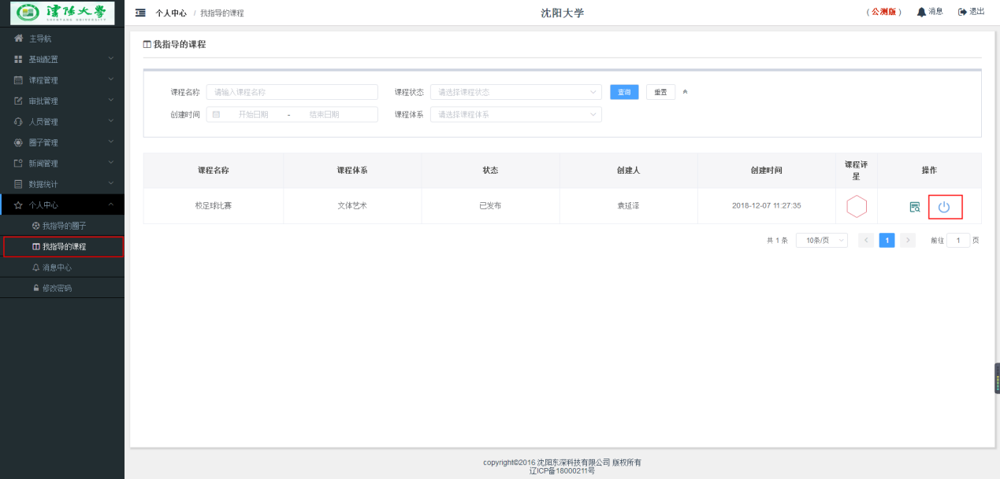 瀋陽大學
SHENYANG UNIVERSITY
个人中心 / 我指导的课程
沈阳大学
( 公测版 )
消息
退出
主导航
基础配置
课程管理
审批管理
人员管理
圈子管理
新闻管理
数据统计
个人中心
我指导的圈子
我指导的课程
消息中心
修改密码
我指导的课程
课程名称 请输入课程名称 课程状态 请选择课程状态 查询 重置
创建时间 开始日期 - 结束日期 课程体系 请选择课程体系
课程名称 课程体系 状态 创建人 创建时间 课程评星 操作
校足球比赛 文体艺术 已发布 袁延泽 2018-12-07 11:27:35
共 1 条 10条/页 < 1 > 前往 1 页
copyright©2016 沈阳东深科技有限公司 版权所有
辽ICP备18000211号